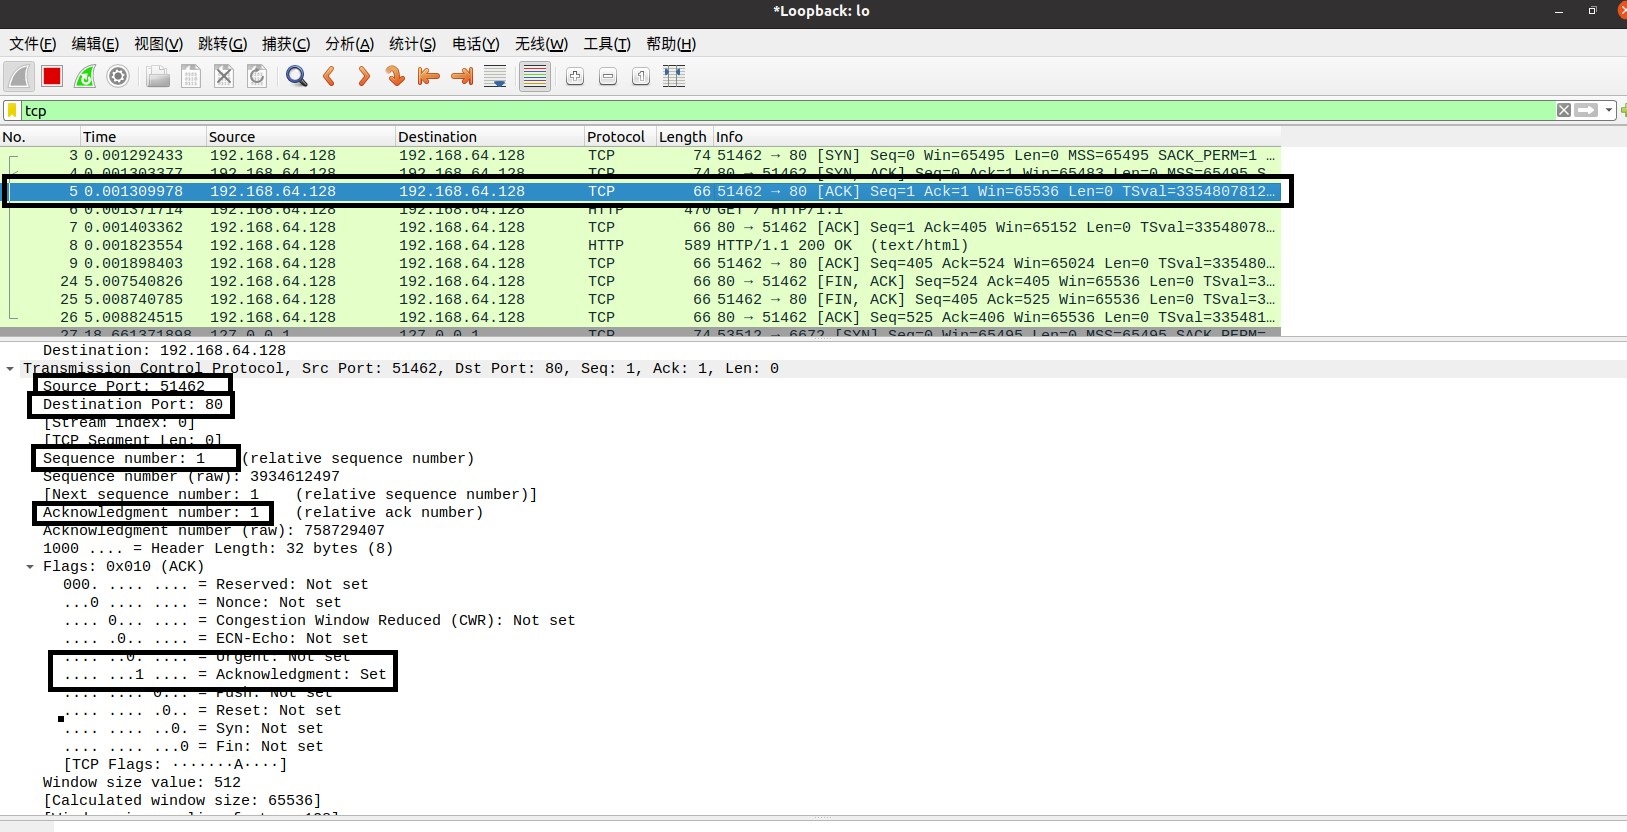 *Loopback: lo
文件(F) 编辑(E) 视图(V) 跳转(G) 捕获(C) 分析(A) 统计(S) 电话(Y) 无线(W) 工具(T) 帮助(H)
tcp
No. Time Source Destination Protocol Length Info
3 0.001292433 192.168.64.128 192.168.64.128 TCP 74 51462 → 80 [SYN] Seq=0 Win=65495 Len=0 MSS=65495 SACK_PERM=1 …
4 0.001303377 192.168.64.128 192.168.64.128 TCP 74 80 → 51462 [SYN, ACK] Seq=0 Ack=1 Win=65483 Len=0 MSS=65495 S…
5 0.001309978 192.168.64.128 192.168.64.128 TCP 66 51462 → 80 [ACK] Seq=1 Ack=1 Win=65536 Len=0 TSval=3354807812…
6 0.001371714 192.168.64.128 192.168.64.128 HTTP 470 GET / HTTP/1.1
7 0.001403362 192.168.64.128 192.168.64.128 TCP 66 80 → 51462 [ACK] Seq=1 Ack=405 Win=65152 Len=0 TSval=33548078…
8 0.001823554 192.168.64.128 192.168.64.128 HTTP 589 HTTP/1.1 200 OK (text/html)
9 0.001898403 192.168.64.128 192.168.64.128 TCP 66 51462 → 80 [ACK] Seq=405 Ack=524 Win=65024 Len=0 TSval=335480…
24 5.007540826 192.168.64.128 192.168.64.128 TCP 66 80 → 51462 [FIN, ACK] Seq=524 Ack=405 Win=65536 Len=0 TSval=3…
25 5.008740785 192.168.64.128 192.168.64.128 TCP 66 51462 → 80 [FIN, ACK] Seq=405 Ack=525 Win=65536 Len=0 TSval=3…
26 5.008824515 192.168.64.128 192.168.64.128 TCP 66 80 → 51462 [ACK] Seq=525 Ack=406 Win=65536 Len=0 TSval=335481…
27 18.661371898 127.0.0.1 127.0.0.1 TCP 74 53512 → 6672 [SYN] Seq=0 Win=65495 Len=0 MSS=65495 SACK_PERM=
Destination: 192.168.64.128
Transmission Control Protocol, Src Port: 51462, Dst Port: 80, Seq: 1, Ack: 1, Len: 0
Source Port: 51462
Destination Port: 80
[Stream index: 0]
[TCP Segment Len: 0]
Sequence number: 1 (relative sequence number)
Sequence number (raw): 3934612497
[Next sequence number: 1 (relative sequence number)]
Acknowledgment number: 1 (relative ack number)
Acknowledgment number (raw): 758729407
1000 .... = Header Length: 32 bytes (8)
Flags: 0x010 (ACK)
000. .... .... = Reserved: Not set
...0 .... .... = Nonce: Not set
.... 0... .... = Congestion Window Reduced (CWR): Not set
.... .0.. .... = ECN-Echo: Not set
.... ..0. .... = Urgent: Not set
.... ...1 .... = Acknowledgment: Set
.... .... 0... = Push: Not set
.... .... .0.. = Reset: Not set
.... .... ..0. = Syn: Not set
.... .... ...0 = Fin: Not set
[TCP Flags: ·······A····]
Window size value: 512
[Calculated window size: 65536]